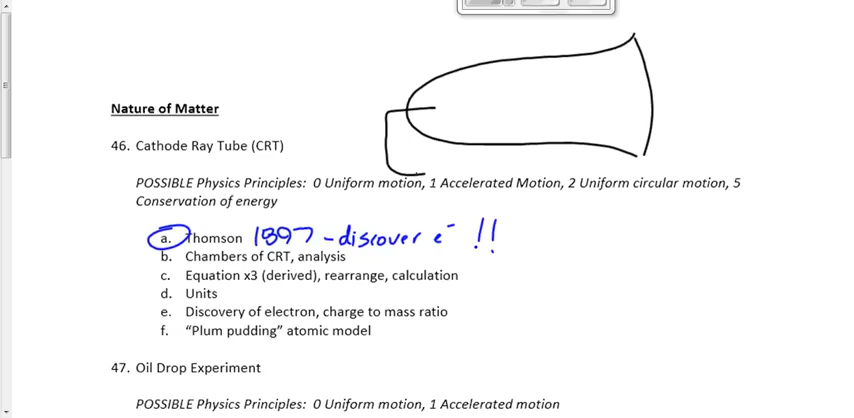 Nature of Matter
46. Cathode Ray Tube (CRT)
POSSIBLE Physics Principles: 0 Uniform motion, 1 Accelerated Motion, 2 Uniform circular motion, 5
Conservation of energy
a. Thomson 1897 - discover e⁻ !!
b. Chambers of CRT, analysis
c. Equation x3 (derived), rearrange, calculation
d. Units
e. Discovery of electron, charge to mass ratio
f. “Plum pudding” atomic model
47. Oil Drop Experiment
POSSIBLE Physics Principles: 0 Uniform motion, 1 Accelerated motion